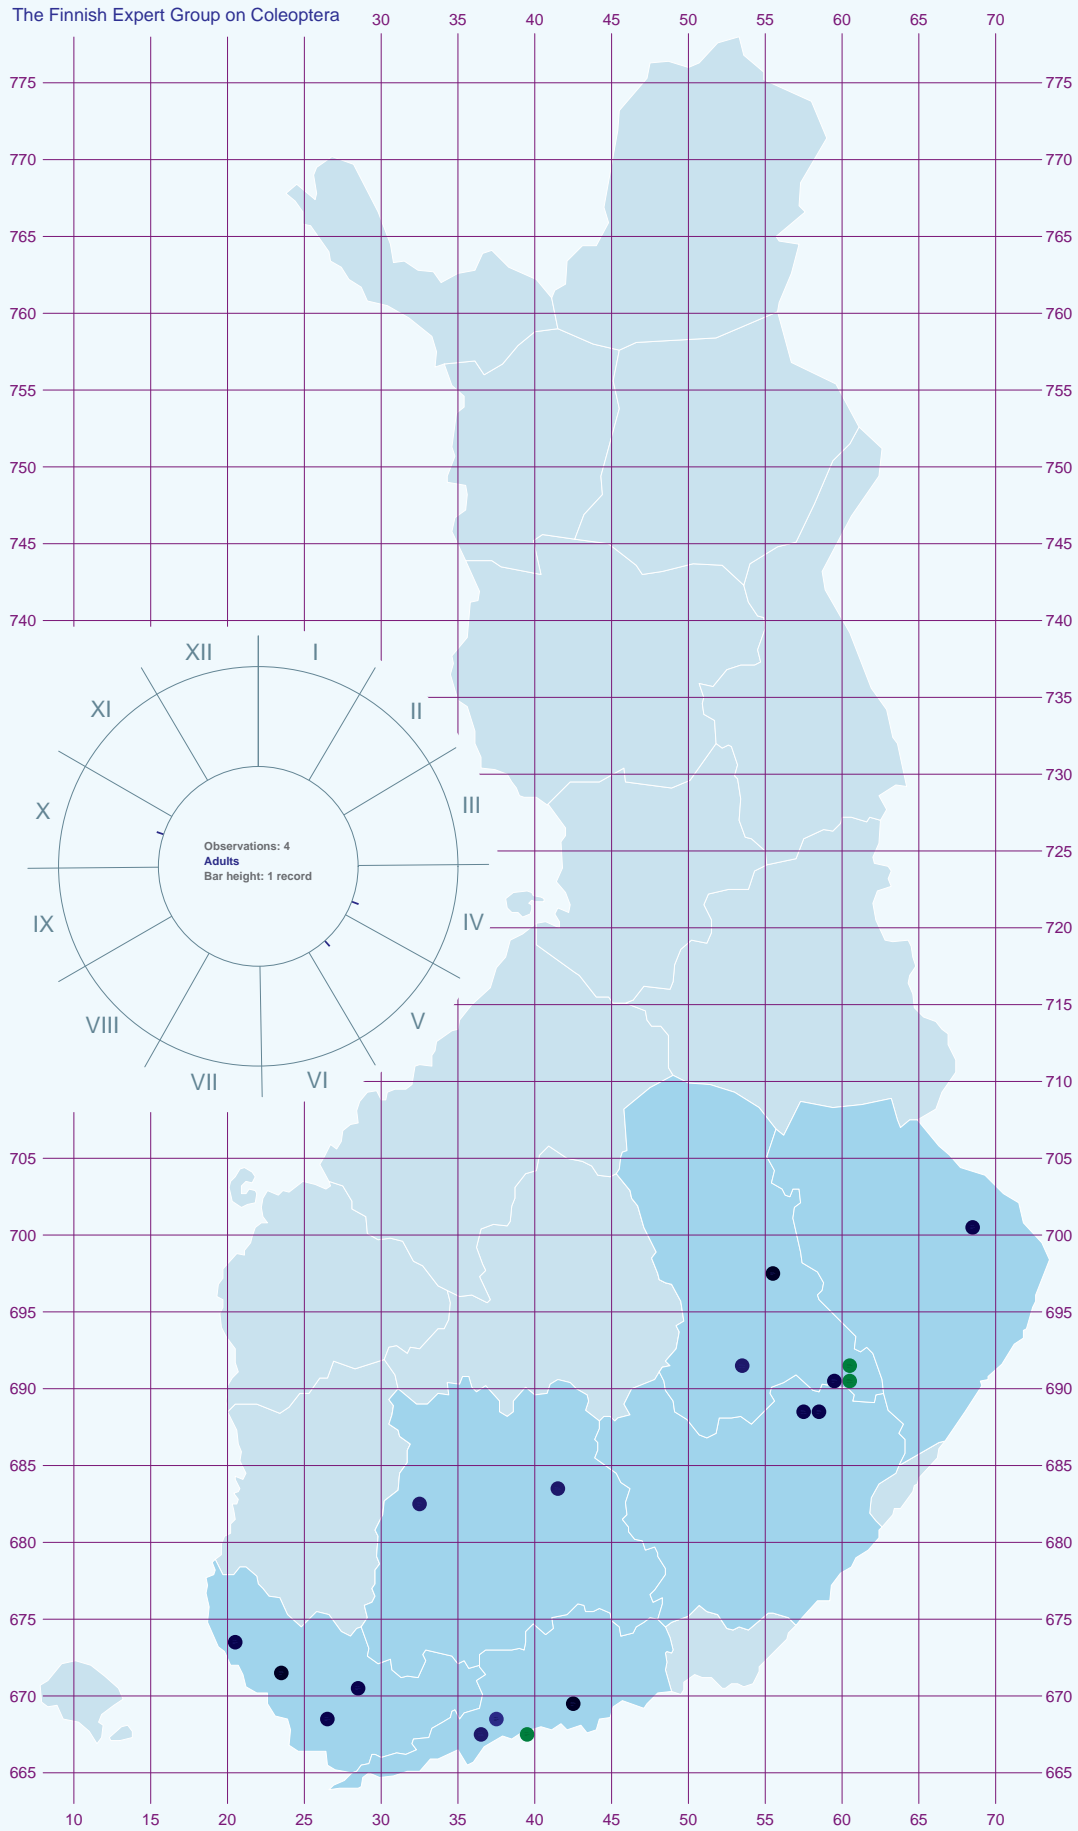 The Finnish Expert Group on Coleoptera
30 35 40 45 50 55 60 65 70
775 775
770 770
765 765
760 760
755 755
750 750
745 745
740 740
XII I
XI II
735
730
X III
725
Observations: 4
Adults
Bar height: 1 record
IX IV
720
715
VIII V
VII VI
710
705 705
700 700
695 695
690 690
685 685
680 680
675 675
670 670
665 665
10 15 20 25 30 35 40 45 50 55 60 65 70